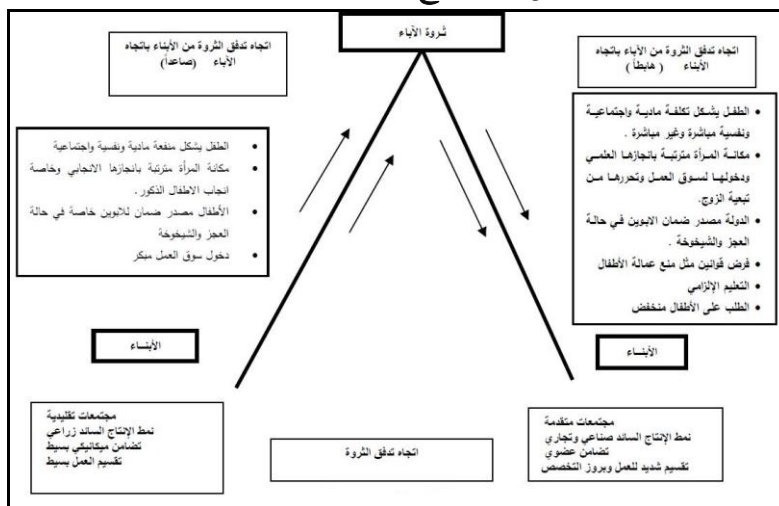 ثروة الآباء
اتجاه تدفق الثروة من الآباء باتجاه
الأبناء ( هابطاً )
اتجاه تدفق الثروة من الأبناء باتجاه
الآباء (صاعداً)
• الطفل يشكل تكلفة مادية واجتماعية
ونفسية مباشرة وغير مباشرة .
• مكانة المرأة مترتبة بانجازها العلمي
ودخولها لسوق العمل وتحررها من
تبعية الزوج.
• الدولة مصدر ضمان الابوين في حالة
العجز والشيخوخة .
• فرض قوانين مثل منع عمالة الأطفال
• التعليم الإلزامي
• الطلب على الأطفال منخفض
• الطفل يشكل منفعة مادية ونفسية واجتماعية
• مكانة المرأة مترتبة بانجازها الانجابي وخاصة
انجاب الاطفال الذكور.
• الأطفال مصدر ضمان للابوين خاصة في حالة
العجز والشيخوخة
• دخول سوق العمل مبكر
الأبناء
الأبناء
مجتمعات متقدمة
نمط الإنتاج السائد صناعي وتجاري
تضامن عضوي
تقسيم شديد للعمل وبروز التخصص
اتجاه تدفق الثروة
مجتمعات تقليدية
نمط الإنتاج السائد زراعي
تضامن ميكانيكي بسيط
تقسيم العمل بسيط